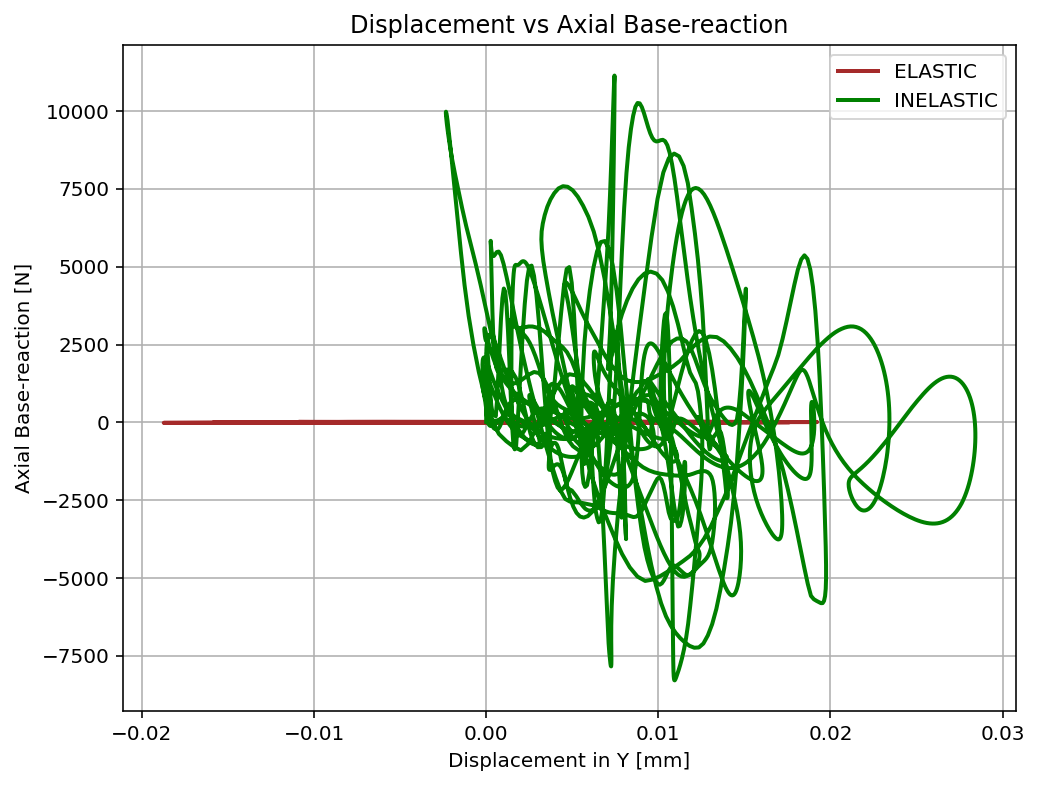 Displacement vs Axial Base-reaction
ELASTIC
INELASTIC
Axial Base-reaction [N]
10000
7500
5000
2500
0
−2500
−5000
−7500
−0.02 −0.01 0.00 0.01 0.02 0.03
Displacement in Y [mm]